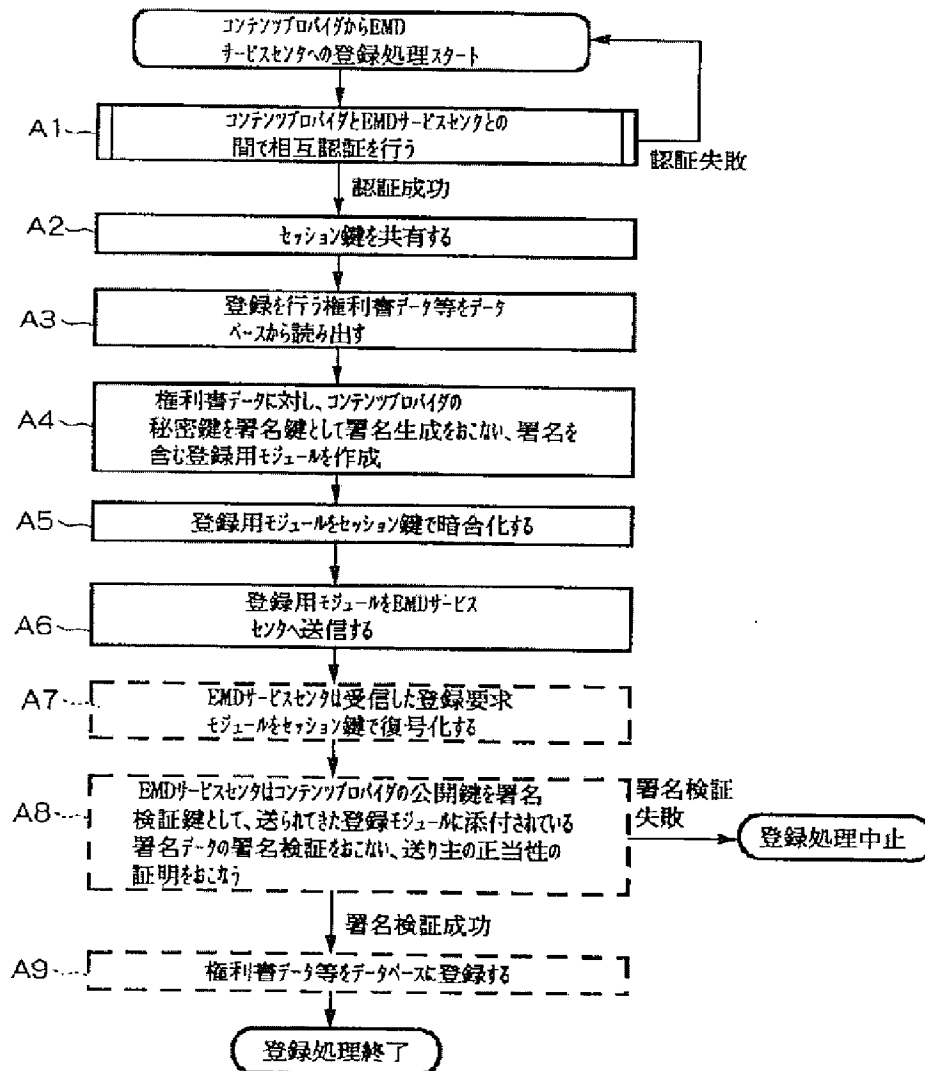 コンテンツプロバイダからEMD
サービスセンタへの登録処理スタート
A1
コンテンツプロバイダとEMDサービスセンタとの
間で相互認証を行う
認証失敗
認証成功
A2
セッション鍵を共有する
A3
登録を行う権利書データ等をデータ
ベースから読み出す
A4
権利書データに対し、コンテンツプロバイダの
秘密鍵を署名鍵として署名生成をおこない、署名を
含む登録用モジュールを作成
A5
登録用モジュールをセッション鍵で暗合化する
A6
登録用モジュールをEMDサービス
センタへ送信する
A7
EMDサービスセンタは受信した登録要求
モジュールをセッション鍵で復号化する
A8
EMDサービスセンタはコンテンツプロバイダの公開鍵を署名
検証鍵として、送られてきた登録モジュールに添付されている
署名データの署名検証をおこない、送り主の正当性の
証明をおこなう
署名検証
失敗
登録処理中止
署名検証成功
A9
権利書データ等をデータベースに登録する
登録処理終了